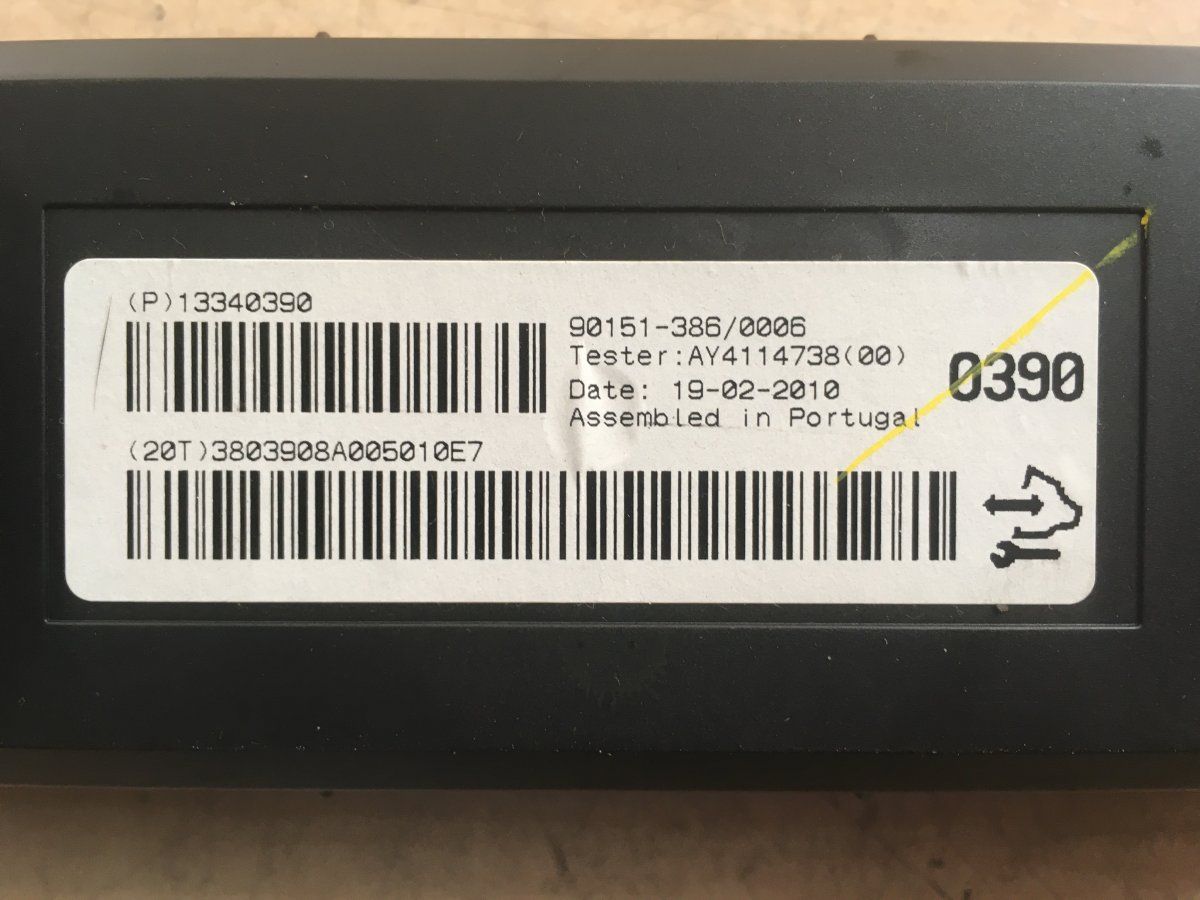 (P)13340390
90151-386/0006
Tester:AY4114738(00)
Date: 19-02-2010
Assembled in Portugal
0390
(20T)3803908A005010E7